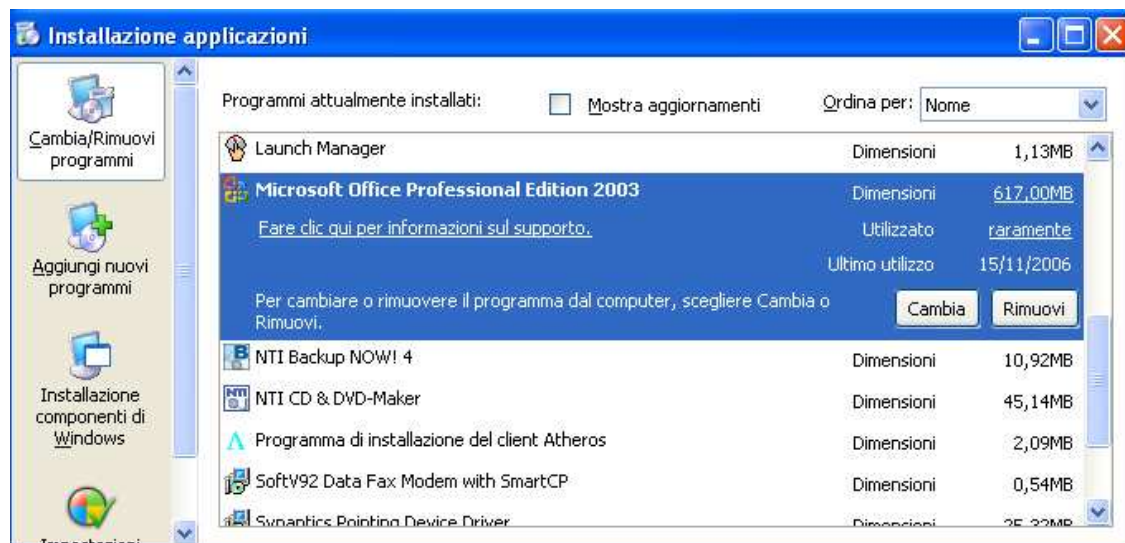 Installazione applicazioni
Cambia/Rimuovi
programmi
Aggiungi nuovi
programmi
Installazione
componenti di
Windows
Impostazioni
Programmi attualmente installati: Mostra aggiornamenti Ordina per: Nome
Launch Manager Dimensioni 1,13MB
Microsoft Office Professional Edition 2003 Dimensioni 617,00MB
Fare clic qui per informazioni sul supporto. Utilizzato raramente
Ultimo utilizzo 15/11/2006
Per cambiare o rimuovere il programma dal computer, scegliere Cambia o
Rimuovi.
Cambia Rimuovi
NTI Backup NOW! 4 Dimensioni 10,92MB
NTI CD & DVD-Maker Dimensioni 45,14MB
Programma di installazione del client Atheros Dimensioni 2,09MB
SoftV92 Data Fax Modem with SmartCP Dimensioni 0,54MB
Synaptics Pointing Device Driver Dimensioni 25,32MB